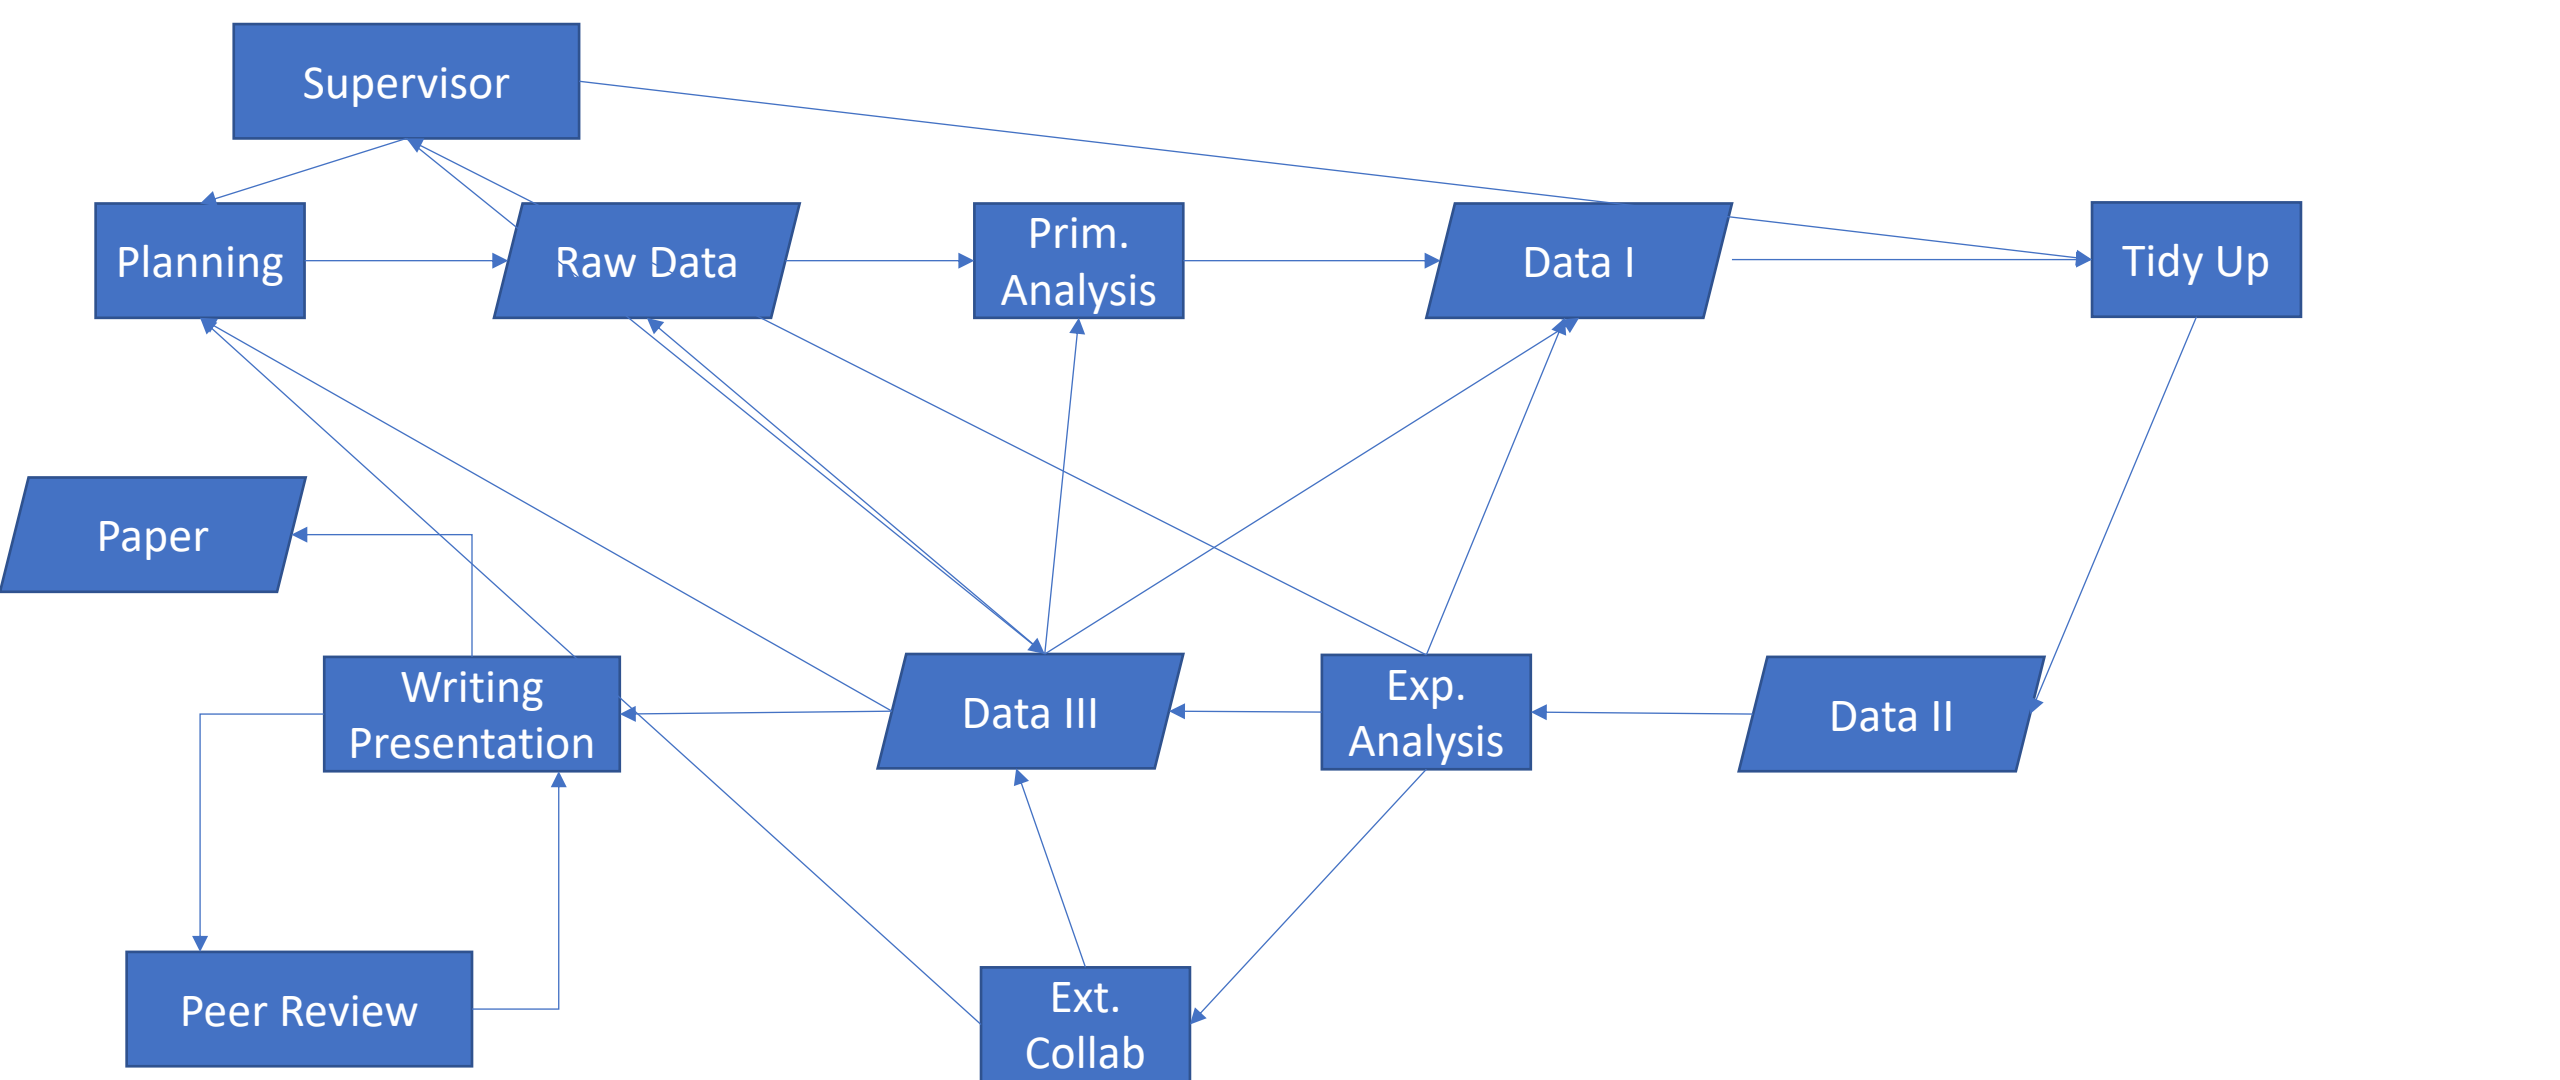 Supervisor
Planning
Raw Data
Prim.
Analysis
Data I
Tidy Up
Paper
Writing
Presentation
Data III
Exp.
Analysis
Data II
Peer Review
Ext.
Collab